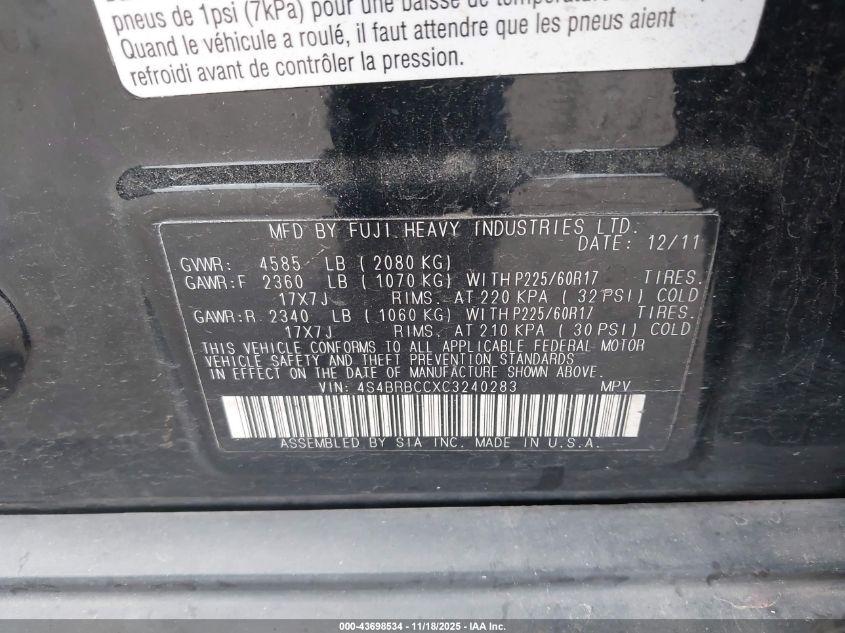 pneus de 1psi (7kPa) pour une baisse de température
Quand le véhicule a roulé, il faut attendre que les pneus aient
refroidi avant de contrôler la pression.
MFD BY FUJI HEAVY INDUSTRIES LTD.
DATE: 12/11
GVWR: 4585 LB ( 2080 KG)
GAWR:F 2360 LB ( 1070 KG) WITH P225/60R17 TIRES.
17X7J RIMS. AT 220 KPA ( 32 PSI) COLD
GAWR:R 2340 LB ( 1060 KG) WITH P225/60R17 TIRES.
17X7J RIMS. AT 210 KPA ( 30 PSI) COLD
THIS VEHICLE CONFORMS TO ALL APPLICABLE FEDERAL MOTOR
VEHICLE SAFETY AND THEFT PREVENTION STANDARDS
IN EFFECT ON THE DATE OF MANUFACTURE SHOWN ABOVE.
VIN: 4S4BRBCCXC3240283 MPV
ASSEMBLED BY SIA INC. MADE IN U.S.A.
000-43698534 - 11/18/2025 - IAA Inc.